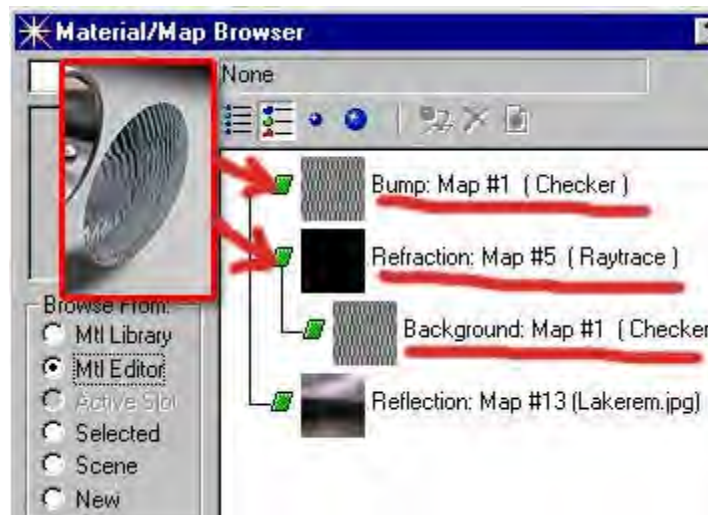 Material/Map Browser
None
Bump: Map #1 ( Checker )
Refraction: Map #5 ( Raytrace )
Background: Map #1 ( Checker
Reflection: Map #13 (Lakerem.jpg)
Browse From:
Mtl Library
Mtl Editor
Active Slot
Selected
Scene
New